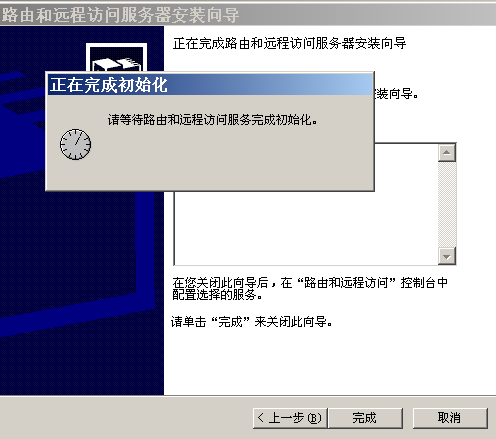 路由和远程访问服务器安装向导
正在完成路由和远程访问服务器安装向导
正在完成初始化
安装向导。
请等待路由和远程访问服务完成初始化。
在您关闭此向导后，在“路由和远程访问”控制台中
配置选择的服务。
请单击“完成”来关闭此向导。
< 上一步(B)
完成
取消